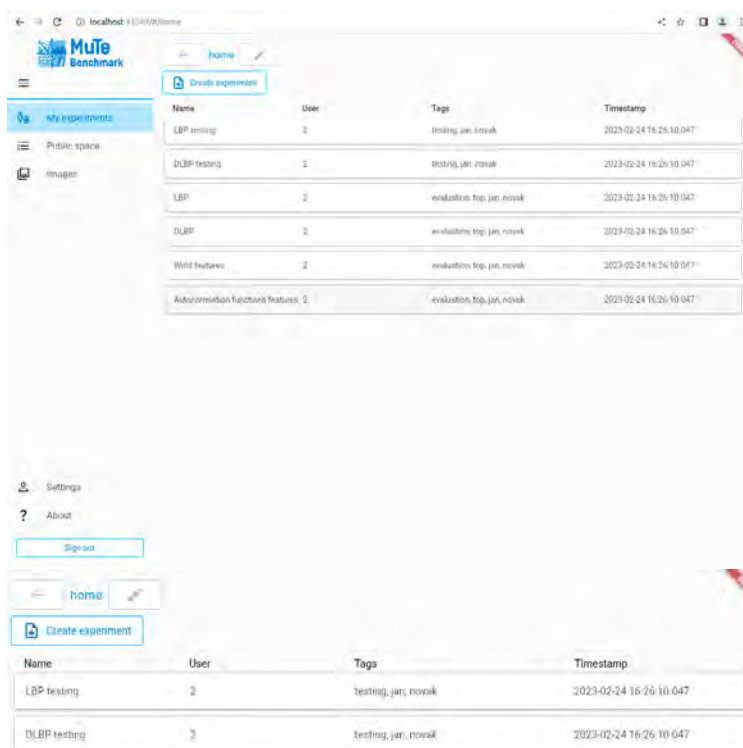 localhost
MuTe
Benchmark
home
Create experiment
My experiments
Public space
Images
Name User Tags Timestamp
LBP testing 2 testing, jan, novak 2023-02-24 16:26:10.047
DLBP testing 2 testing, jan, novak 2023-02-24 16:26:10.047
LBP 2 evaluation, top, jan, novak 2023-02-24 16:26:10.047
DLBP 2 evaluation, top, jan, novak 2023-02-24 16:26:10.047
Word features 2 evaluation, top, jan, novak 2023-02-24 16:26:10.047
functions features 2 evaluation, top, jan, novak 2023-02-24 16:26:10.047
Settings
? About
Sign out
home
Create experiment
Name User Tags Timestamp
LBP testing 2 testing, jan, novak 2023-02-24 16:26:10.047
DLBP testing 2 testing, jan, novak 2023-02-24 16:26:10.047